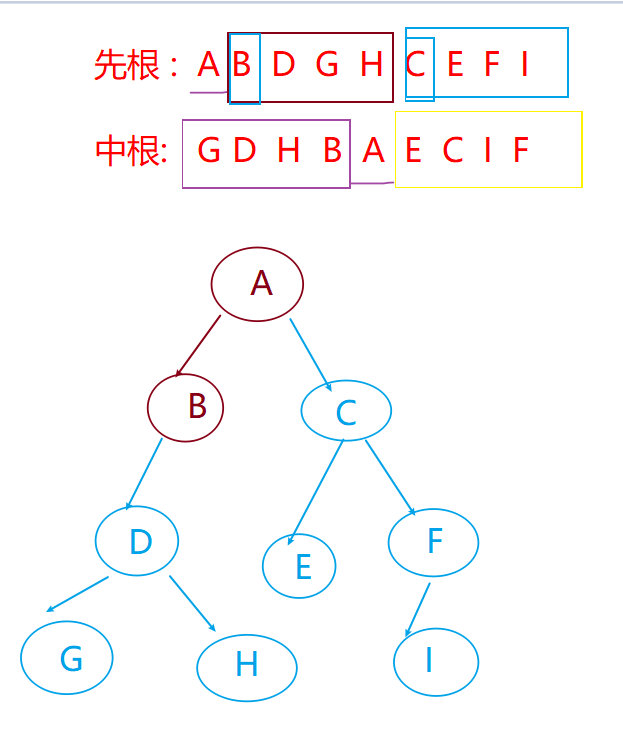 先根：A B D G H C E F I
中根: G D H B A E C I F
A
B C
D E F
G H I